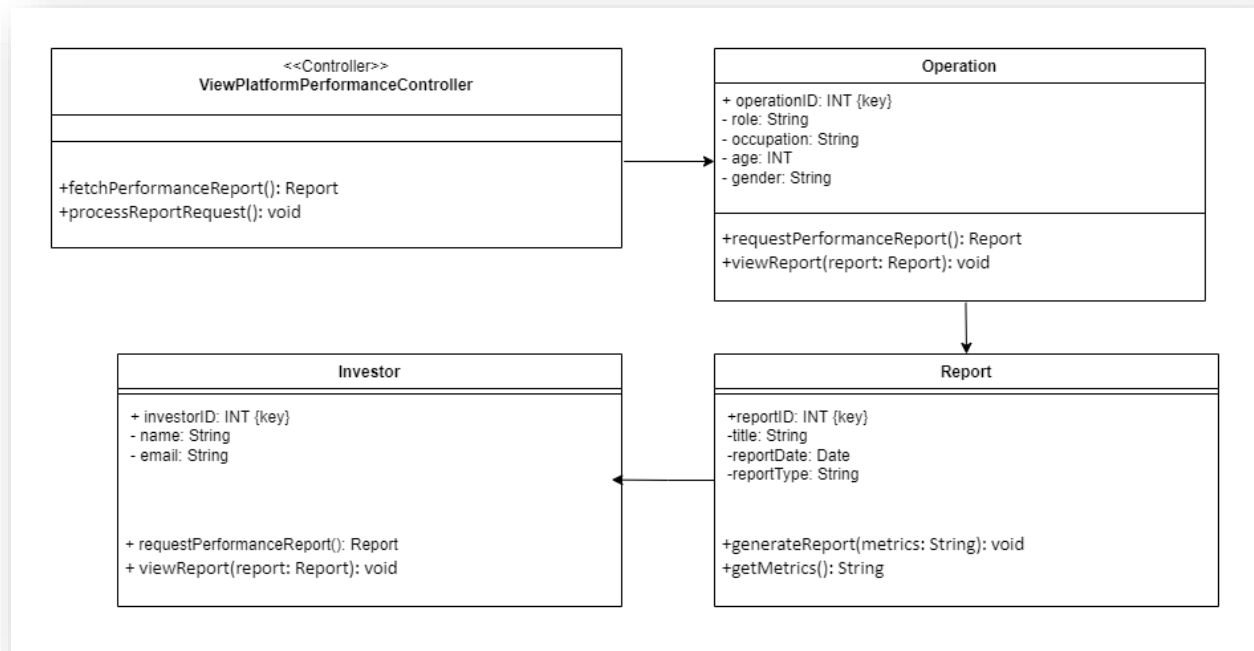 <<Controller>>
ViewPlatformPerformanceController
+fetchPerformanceReport(): Report
+processReportRequest(): void
Operation
+ operationID: INT {key}
- role: String
- occupation: String
- age: INT
- gender: String
+requestPerformanceReport(): Report
+viewReport(report: Report): void
Investor
+ investorID: INT {key}
- name: String
- email: String
+ requestPerformanceReport(): Report
+ viewReport(report: Report): void
Report
+reportID: INT {key}
-title: String
-reportDate: Date
-reportType: String
+generateReport(metrics: String): void
+getMetrics(): String